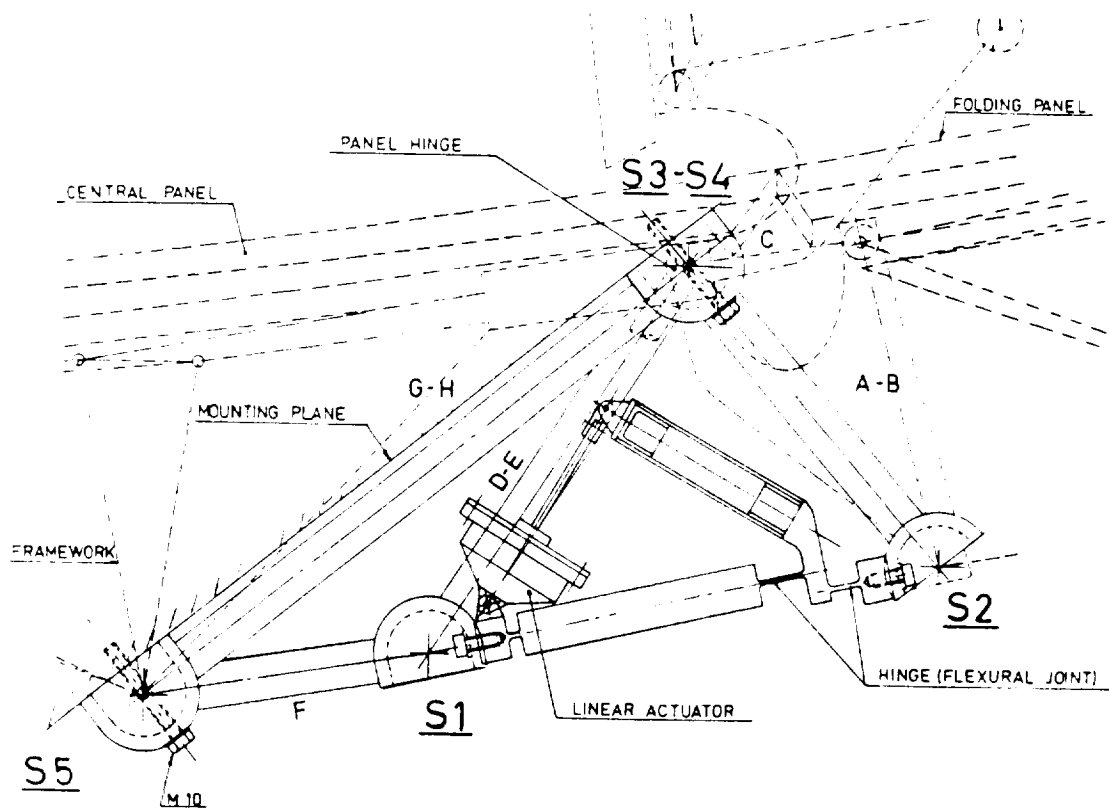 FOLDING PANEL
PANEL HINGE
S3-S4
CENTRAL PANEL
C
G-H
A-B
MOUNTING PLANE
D-E
FRAMEWORK
S2
HINGE (FLEXURAL JOINT)
F
S1
LINEAR ACTUATOR
S5
M 10